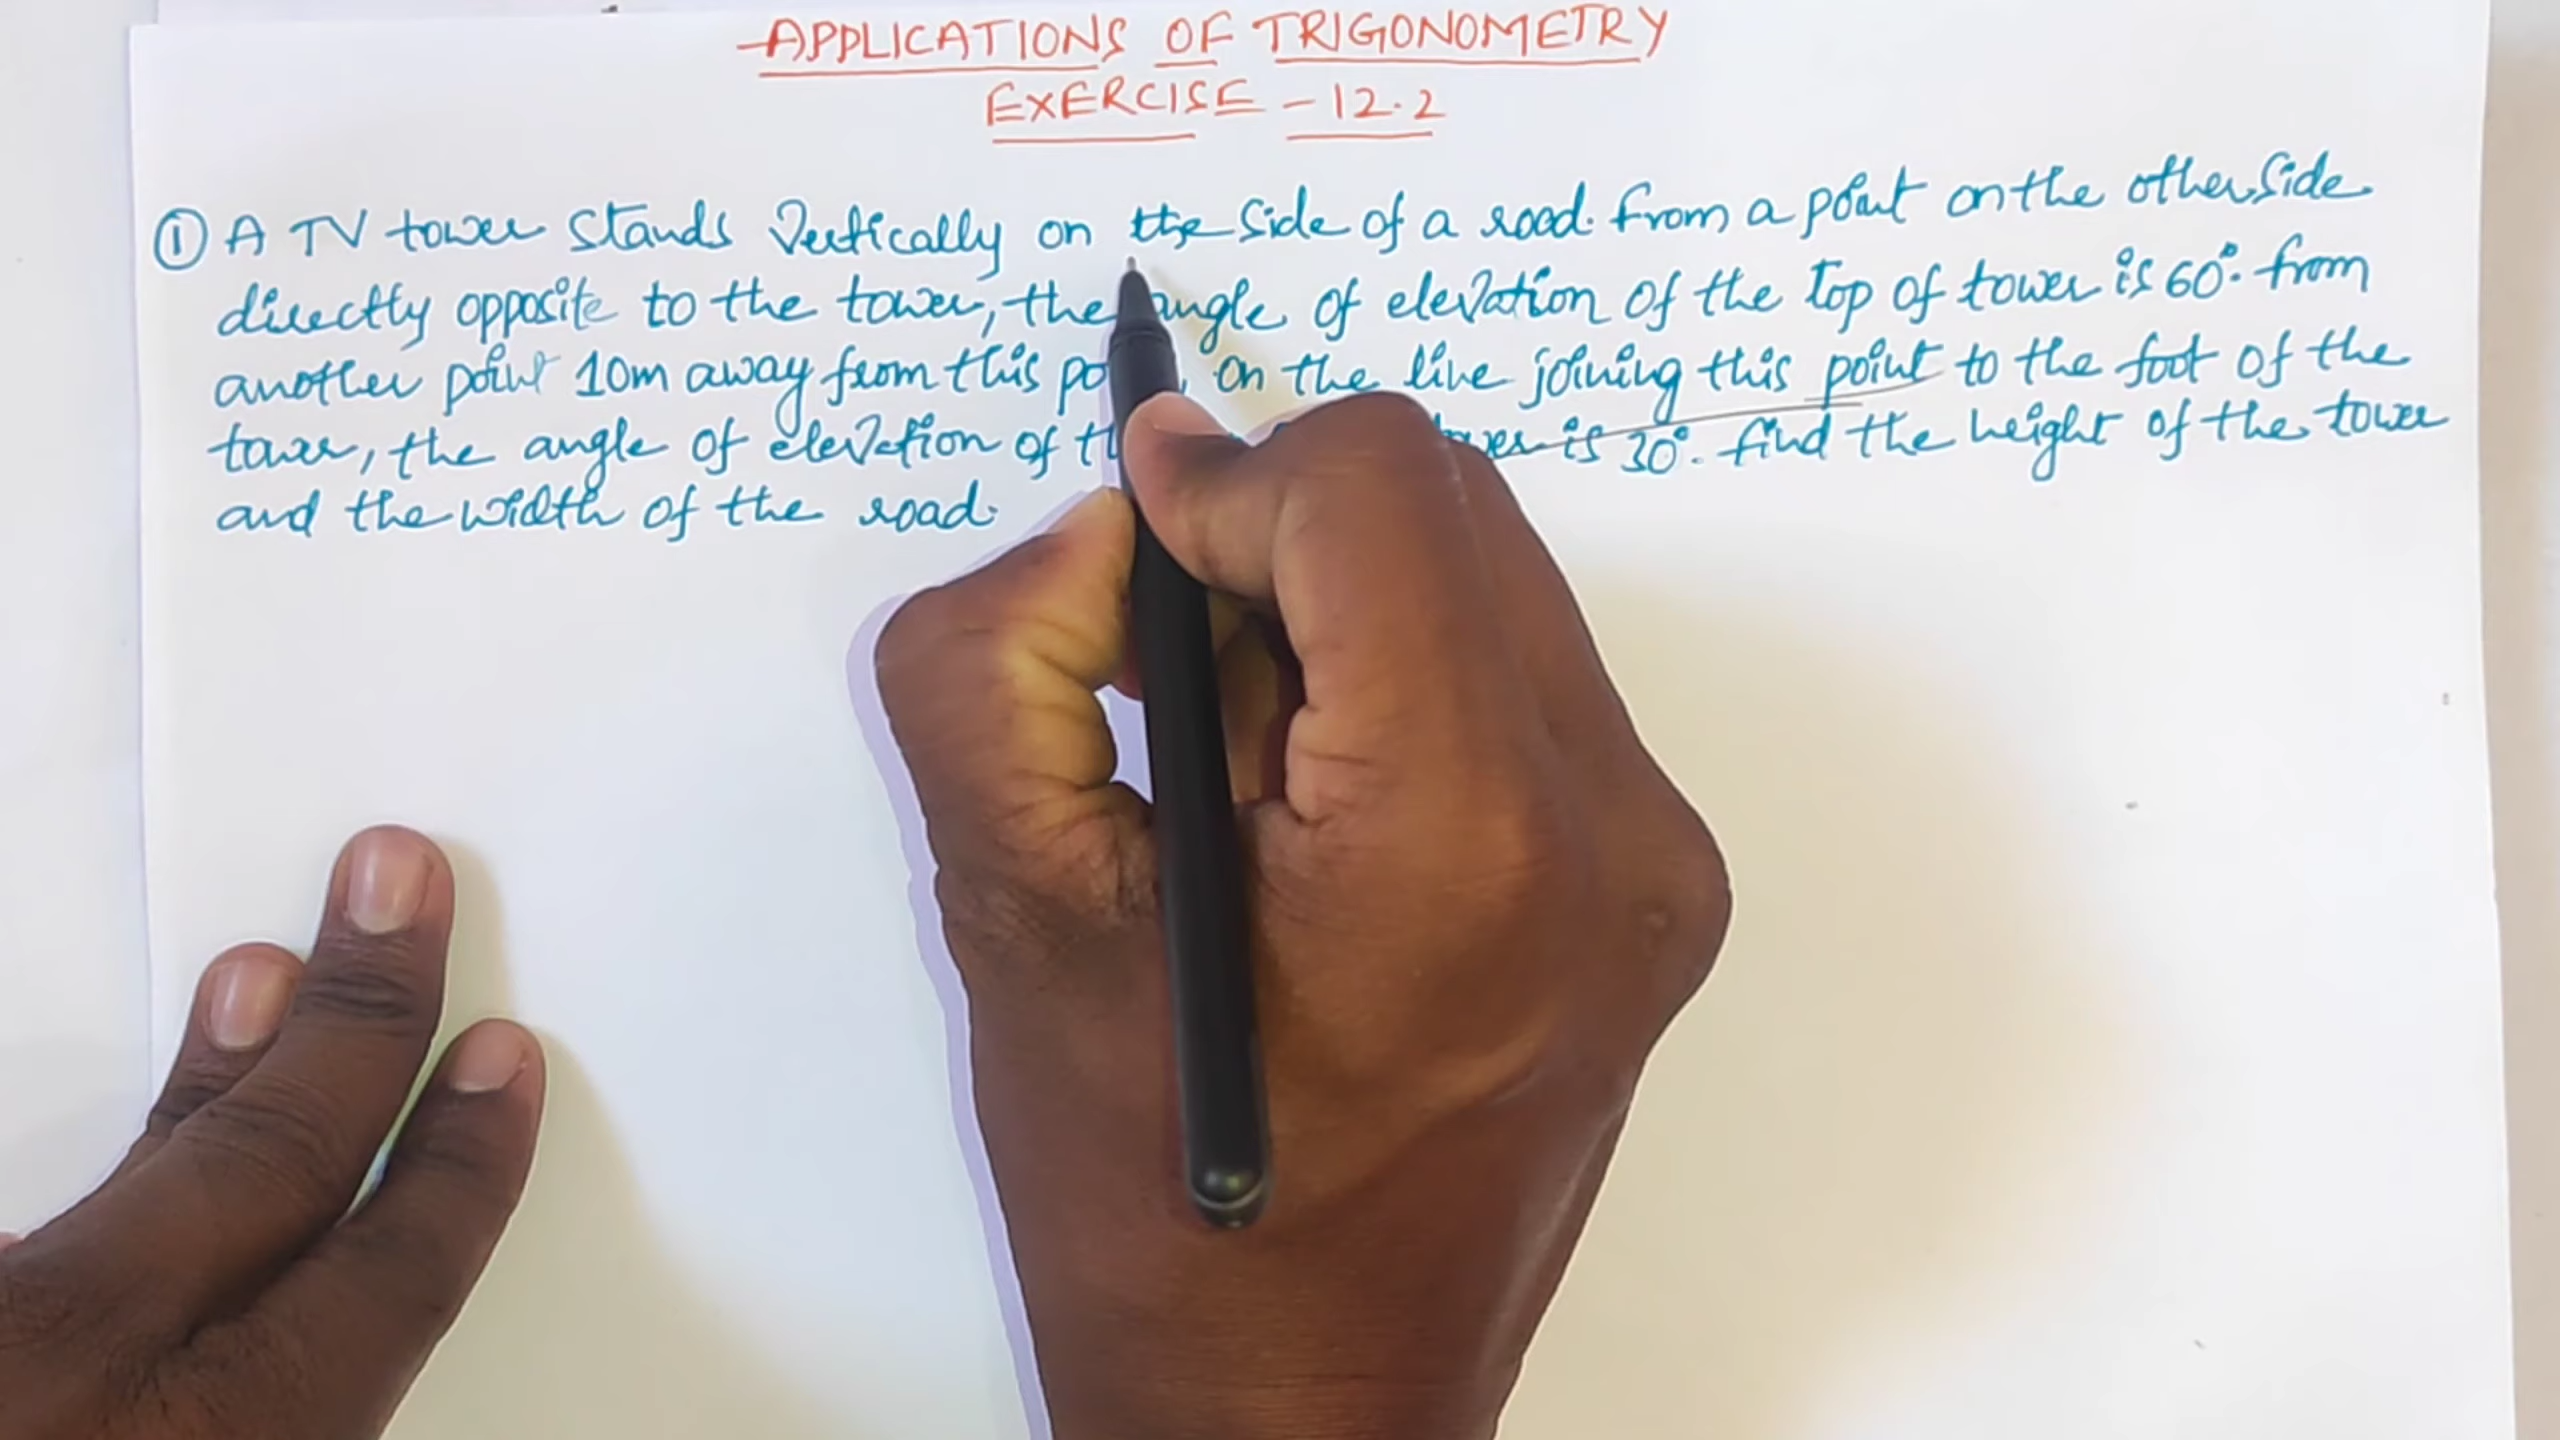 APPLICATIONS OF TRIGONOMETRY
EXERCISE - 12.2
① A TV tower stands Vertically on the side of a road. from a point on the other side
directly opposite to the tower, the angle of elevation of the top of tower is 60°. from
another point 10m away from this on the line joining this point to the foot of the
tower, the angle of elevation of is 30°. find the height of the tower
and the width of the road.